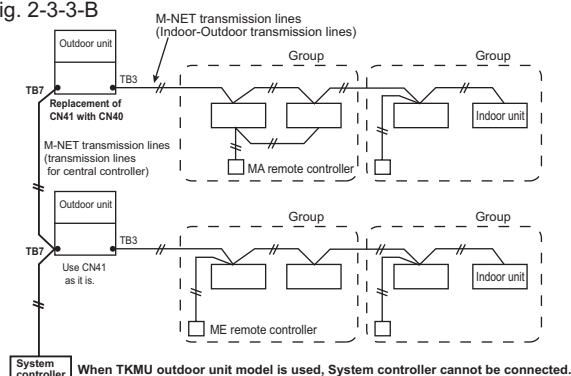 ig. 2-3-3-B
M-NET transmission lines
(Indoor-Outdoor transmission lines)
Outdoor unit
Group
Group
TB7
TB3
Replacement of
CN41 with CN40
Indoor unit
M-NET transmission lines
(transmission lines
for central controller)
MA remote controller
Outdoor unit
Group
Group
TB7
TB3
Use CN41
as it is.
Indoor unit
ME remote controller
System
controller
When TKMU outdoor unit model is used, System controller cannot be connected.